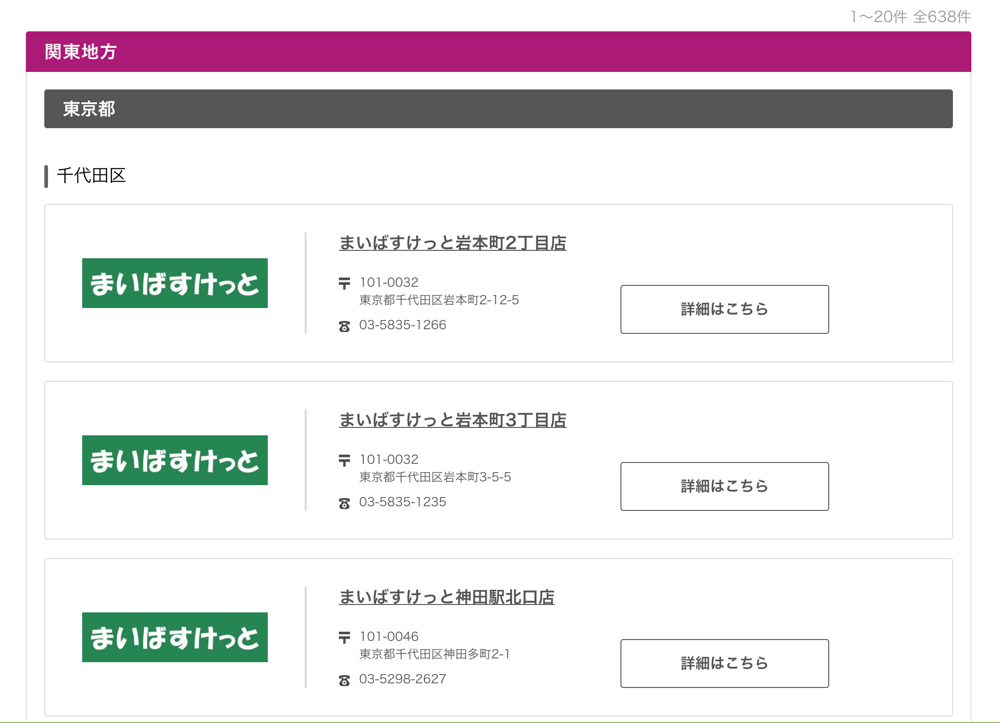 1〜20件 全638件
関東地方
東京都
千代田区
まいばすけっと
まいばすけっと岩本町2丁目店
〒 101-0032
東京都千代田区岩本町2-12-5
03-5835-1266
詳細はこちら
まいばすけっと
まいばすけっと岩本町3丁目店
〒 101-0032
東京都千代田区岩本町3-5-5
03-5835-1235
詳細はこちら
まいばすけっと
まいばすけっと神田駅北口店
〒 101-0046
東京都千代田区神田多町2-1
03-5298-2627
詳細はこちら